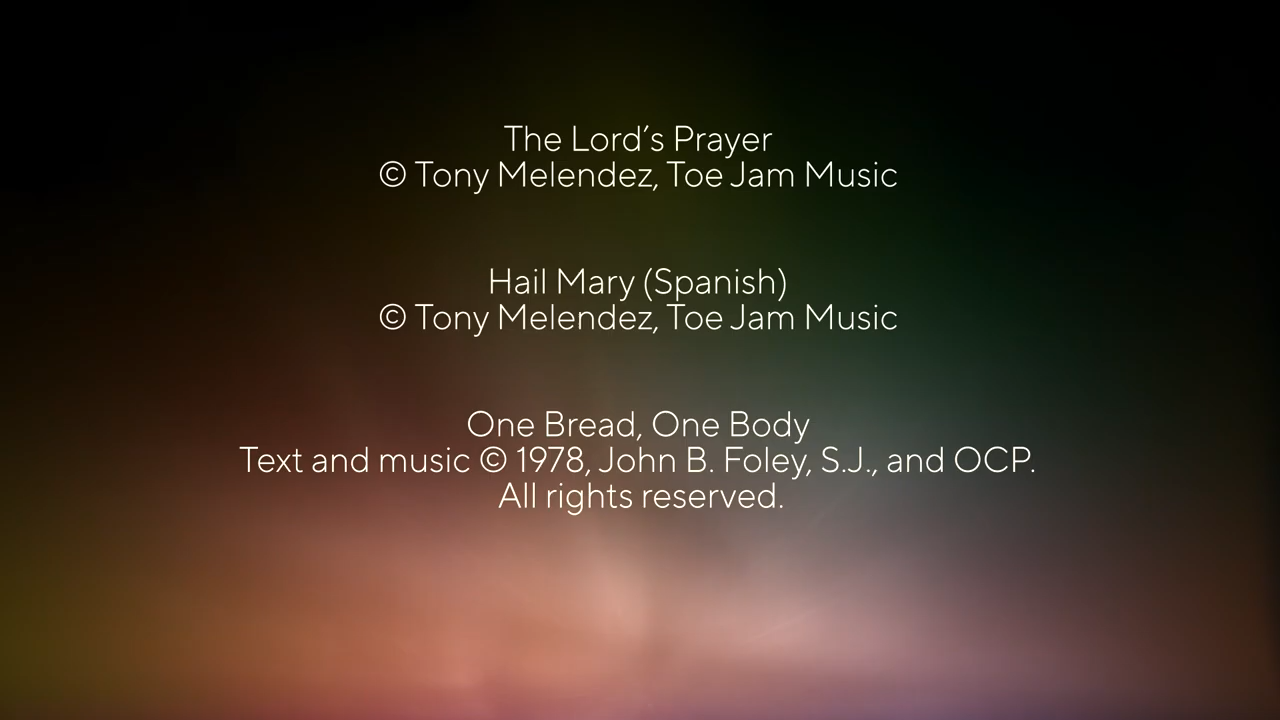 The Lord’s Prayer
© Tony Melendez, Toe Jam Music
Hail Mary (Spanish)
© Tony Melendez, Toe Jam Music
One Bread, One Body
Text and music © 1978, John B. Foley, S.J., and OCP.
All rights reserved.